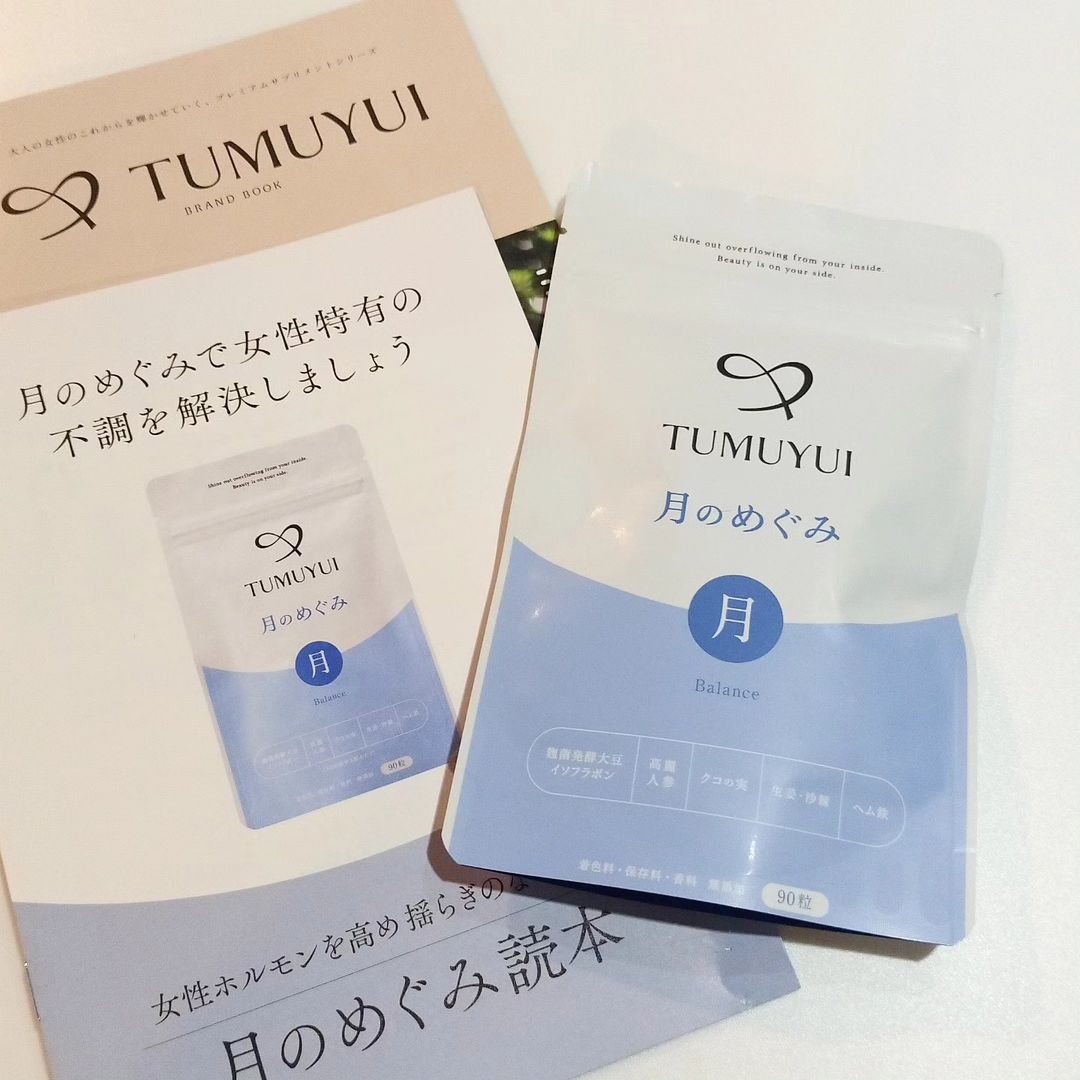 大人の女性のこれからを輝かせていく、プレミアムサプリメントシリーズ
TUMUYUI
BRAND BOOK
月のめぐみで女性特有の
不調を解決しましょう
Shine out overflowing from your inside.
Beauty is on your side.
TUMUYUI
月のめぐみ
月
Balance
90粒
女性ホルモンを高め揺らぎのな
月のめぐみ読本
Shine out overflowing from your inside.
Beauty is on your side.
TUMUYUI
月のめぐみ
月
Balance
麹菌発酵大豆
イソフラボン
高麗
人参
クコの実
生姜・沙棘
ヘム鉄
着色料・保存料・香料 無添加
90粒